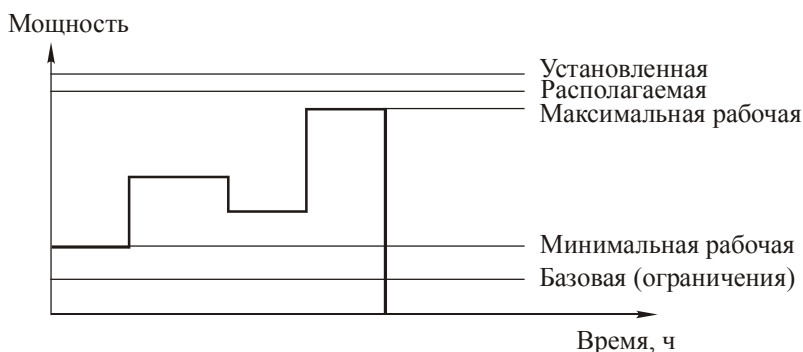 Мощность
Установленная
Располагаемая
Максимальная рабочая
Минимальная рабочая
Базовая (ограничения)
Время, ч